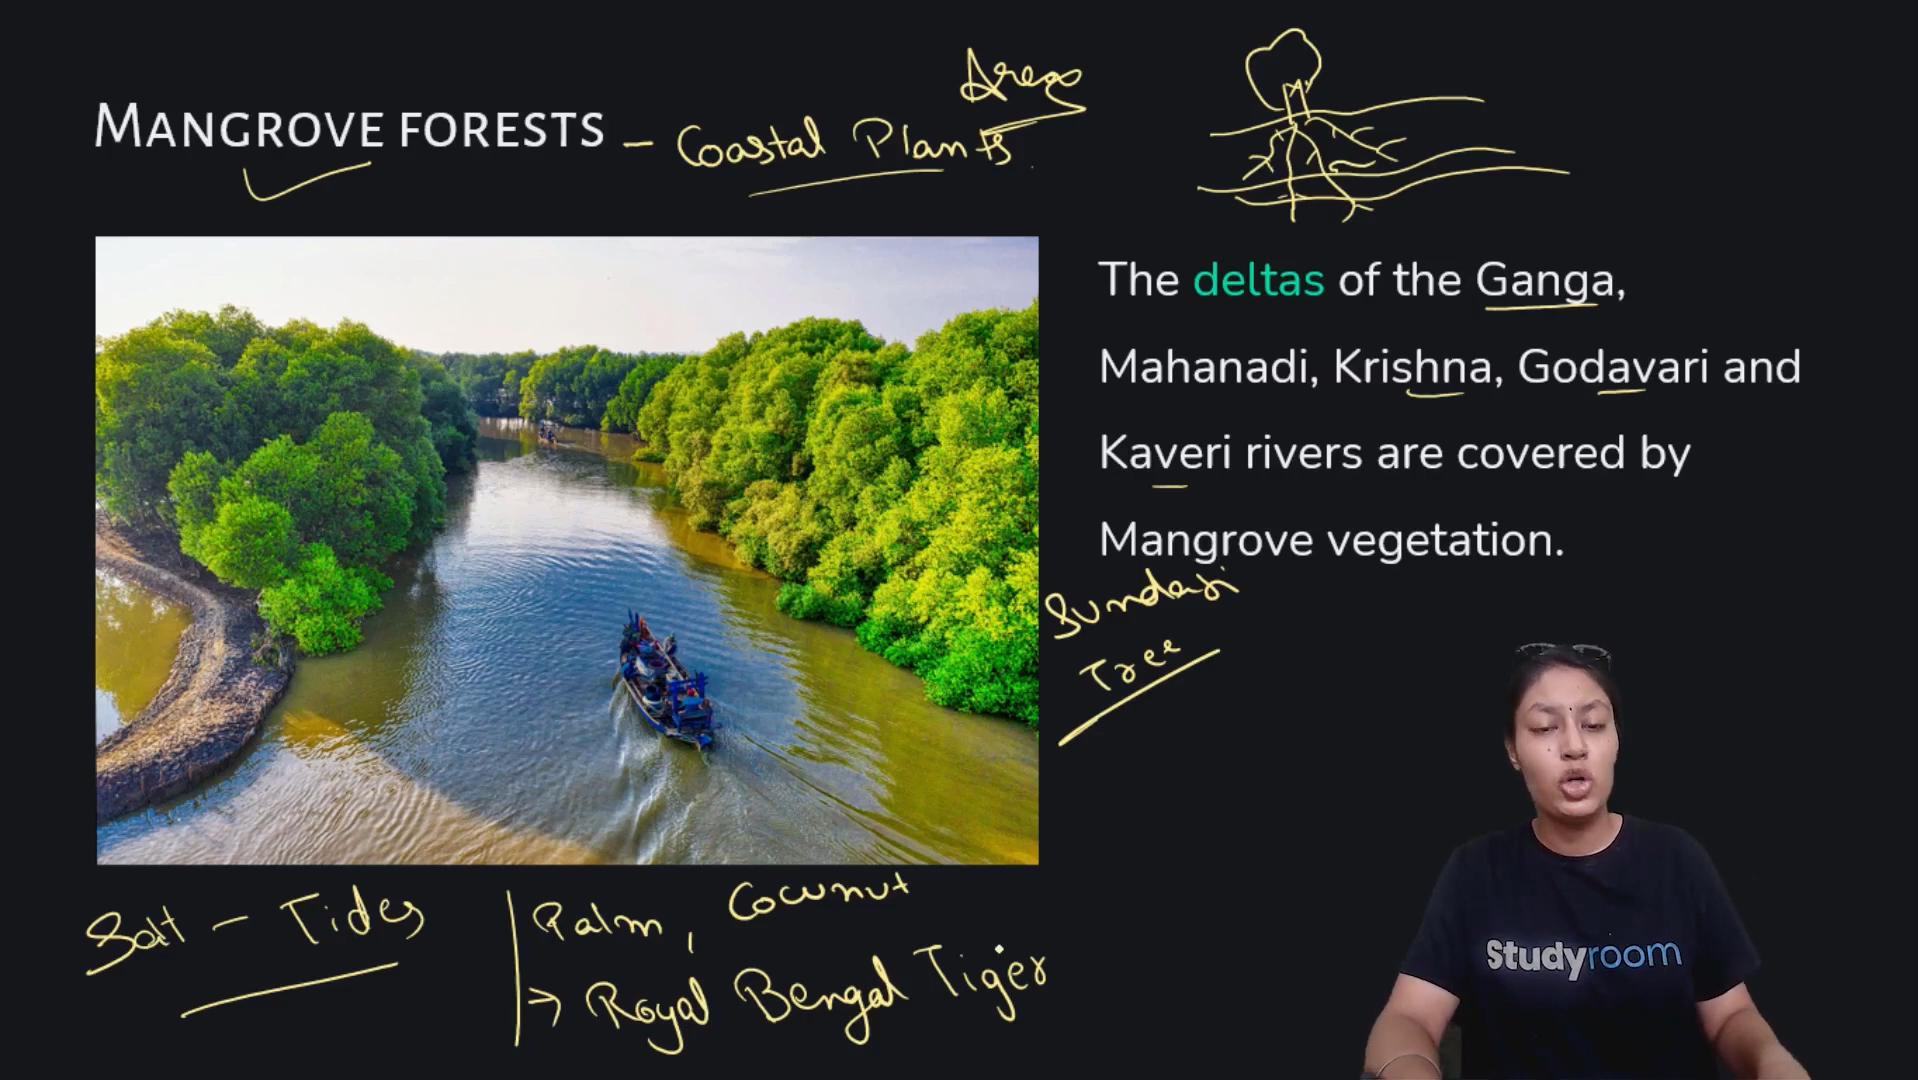 Areas
MANGROVE FORESTS - Coastal Plants
The deltas of the Ganga,
Mahanadi, Krishna, Godavari and
Kaveri rivers are covered by
Mangrove vegetation.
Sundari
Tree
Salt - Tides
Palm, Coconut
→ Royal Bengal Tiger
Studyroom